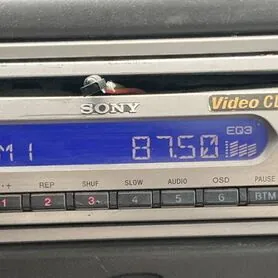 SONY
Video CD
EQ3
M1 87.50
REP SHUF SLOW AUDIO OSD PAUSE
1 2 3 4 5 6 BTM